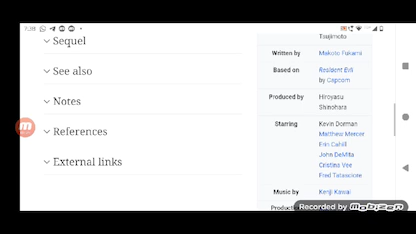 Sequel
See also
Notes
References
External links
Tsujimoto
Written by Makoto Fukami
Based on Resident Evil
by Capcom
Produced by Hiroyasu
Shinohara
Starring Kevin Dorman
Matthew Mercer
Erin Cahill
John DeMita
Cristina Vee
Fred Tatasciore
Music by Kenji Kawai
Recorded by Mobizen